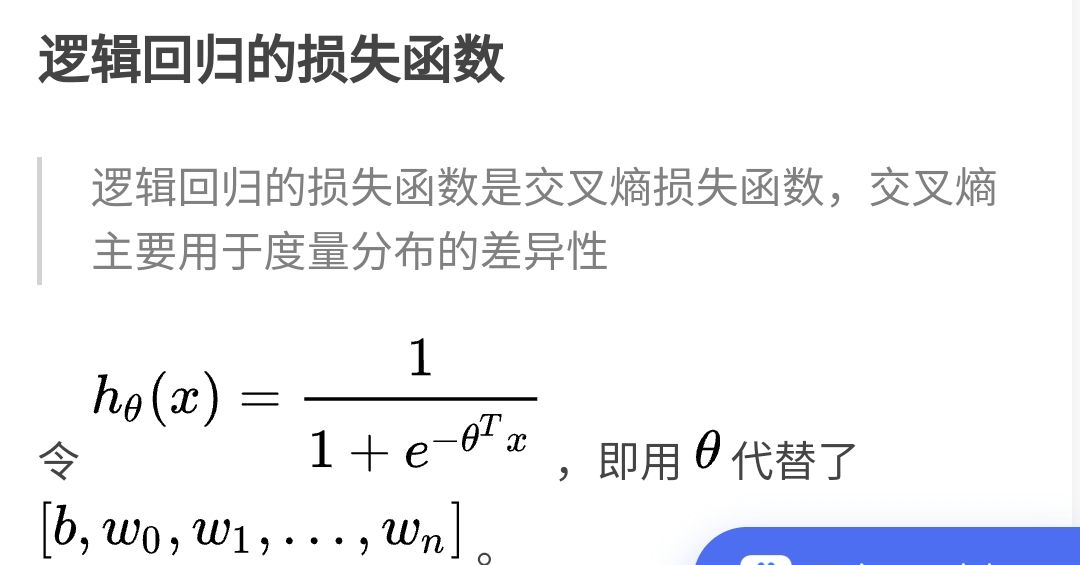 逻辑回归的损失函数
逻辑回归的损失函数是交叉熵损失函数，交叉熵
主要用于度量分布的差异性
令 h_θ(x) = 1 / (1 + e^{-θ^T x}) ，即用 θ 代替了
[b, w_0, w_1, . . . , w_n] 。